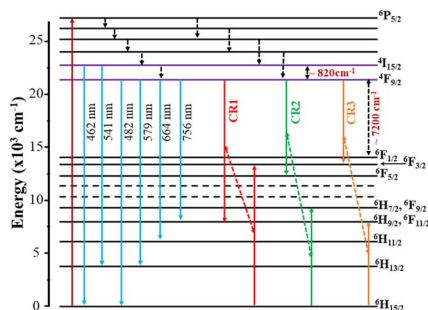 Energy (x10³ cm⁻¹)
25
20
15
10
5
0
⁶P₅/₂
⁴I₁₅/₂
~ 820cm⁻¹
⁴F₉/₂
462 nm
541 nm
482 nm
579 nm
664 nm
756 nm
CR1
CR2
CR3
~ 7200 cm⁻¹
⁶F₁/₂
⁶F₃/₂
⁶F₅/₂
⁶H₇/₂, ⁶F₉/₂
⁶H₉/₂, ⁶F₁₁/₂
⁶H₁₁/₂
⁶H₁₃/₂
⁶H₁₅/₂